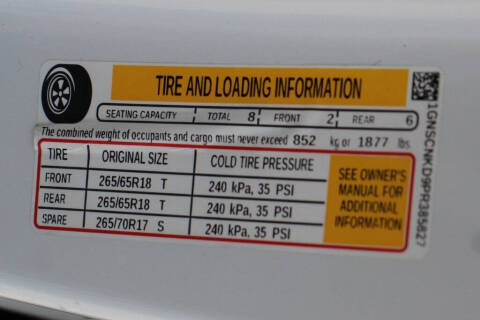 TIRE AND LOADING INFORMATION
SEATING CAPACITY TOTAL 8 FRONT 2 REAR 6
The combined weight of occupants and cargo must never exceed 852 kg or 1877 lbs
TIRE ORIGINAL SIZE COLD TIRE PRESSURE
FRONT 265/65R18 T 240 kPa, 35 PSI
REAR 265/65R18 T 240 kPa, 35 PSI
SPARE 265/70R17 S 240 kPa, 35 PSI
SEE OWNER'S
MANUAL FOR
ADDITIONAL
INFORMATION
1GNSCNKD9PR385827